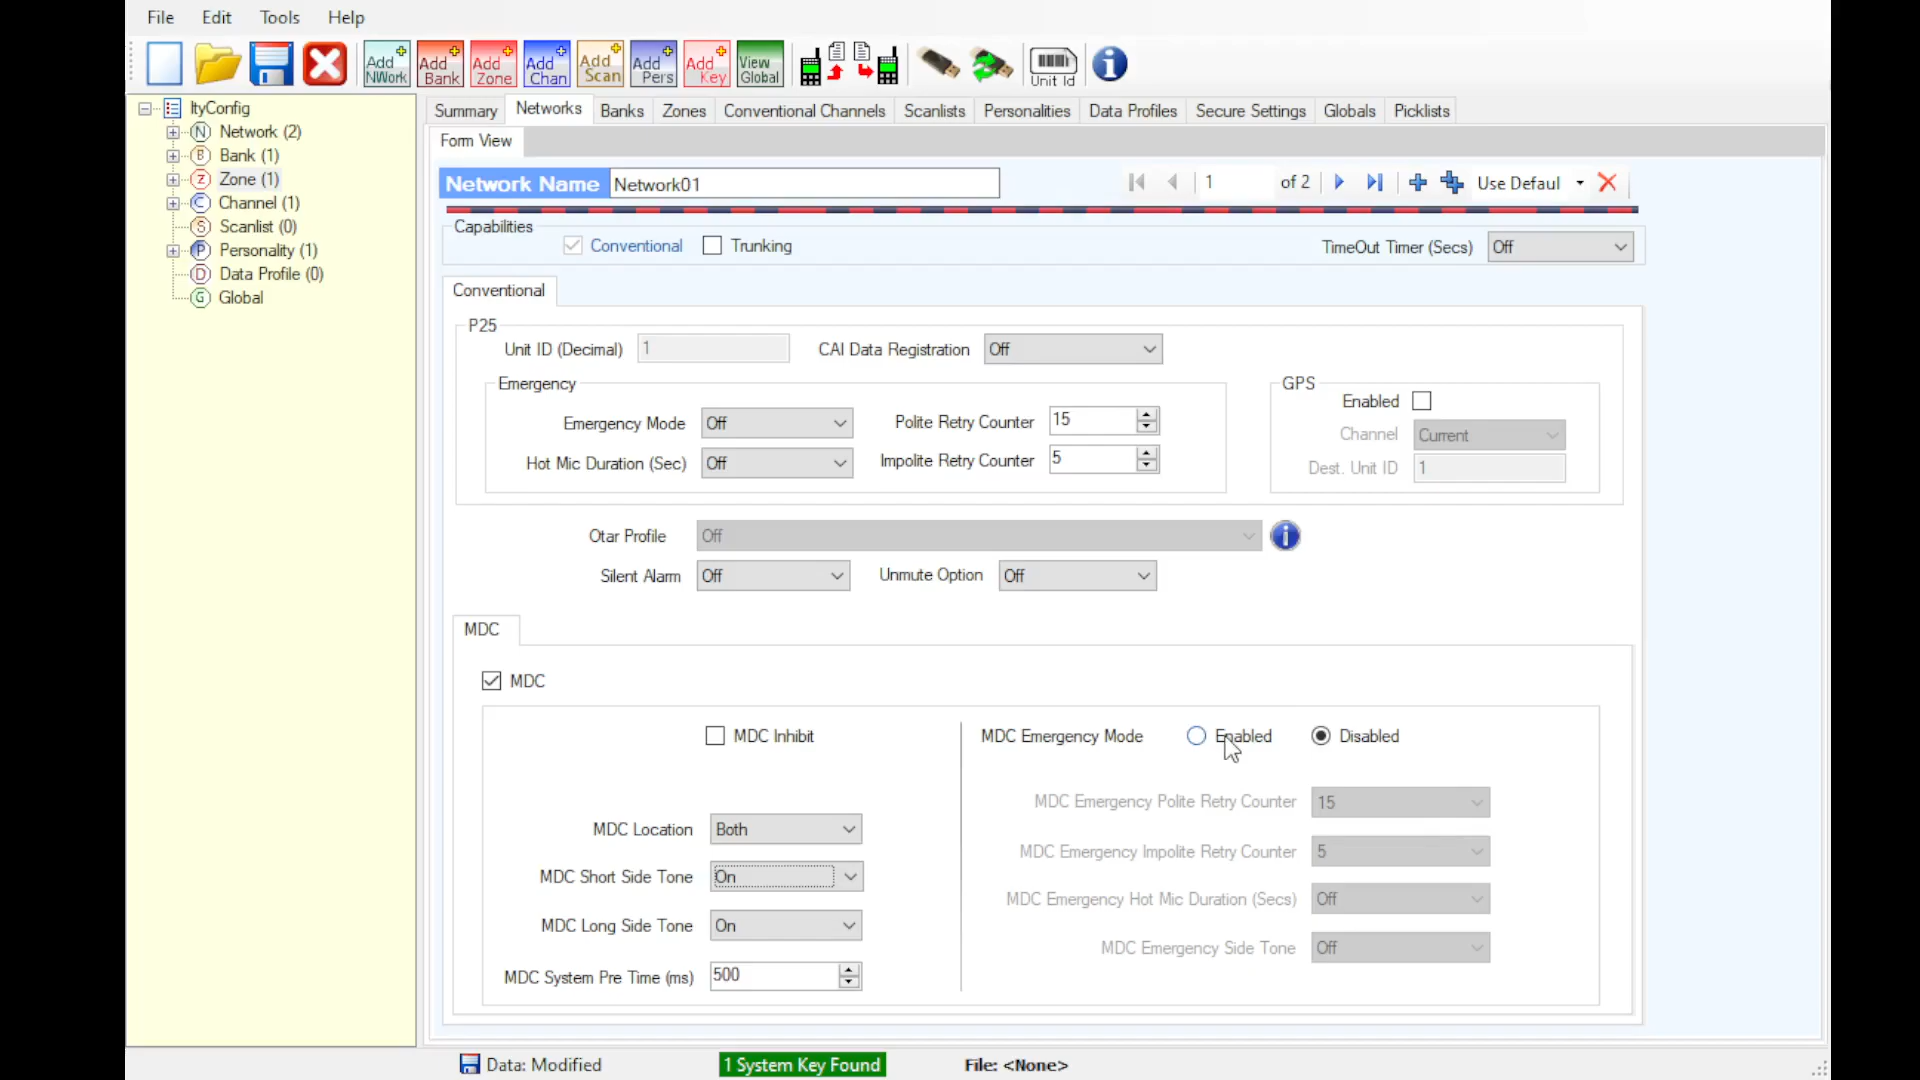 File Edit Tools Help
Add NWork Add Bank Add Zone Add Chan Add Scan Add Pers Add Key View Global Unit Id
ltyConfig
Network (2)
Bank (1)
Zone (1)
Channel (1)
Scanlist (0)
Personality (1)
Data Profile (0)
Global
Summary Networks Banks Zones Conventional Channels Scanlists Personalities Data Profiles Secure Settings Globals Picklists
Form View
Network Name Network01 1 of 2 Use Defaul
Capabilities
Conventional Trunking TimeOut Timer (Secs) Off
Conventional
P25
Unit ID (Decimal) 1 CAI Data Registration Off
Emergency
Emergency Mode Off Polite Retry Counter 15
Hot Mic Duration (Sec) Off Impolite Retry Counter 5
GPS
Enabled
Channel Current
Dest. Unit ID 1
Otar Profile Off
Silent Alarm Off Unmute Option Off
MDC
MDC
MDC Inhibit
MDC Location Both
MDC Short Side Tone On
MDC Long Side Tone On
MDC System Pre Time (ms) 500
MDC Emergency Mode Enabled Disabled
MDC Emergency Polite Retry Counter 15
MDC Emergency Impolite Retry Counter 5
MDC Emergency Hot Mic Duration (Secs) Off
MDC Emergency Side Tone Off
Data: Modified 1 System Key Found File: <None>